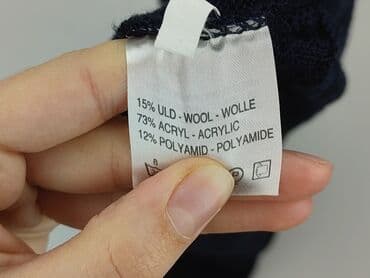 15% ULD - WOOL - WOLLE
73% ACRYL - ACRYLIC
12% POLYAMID - POLYAMIDE
P